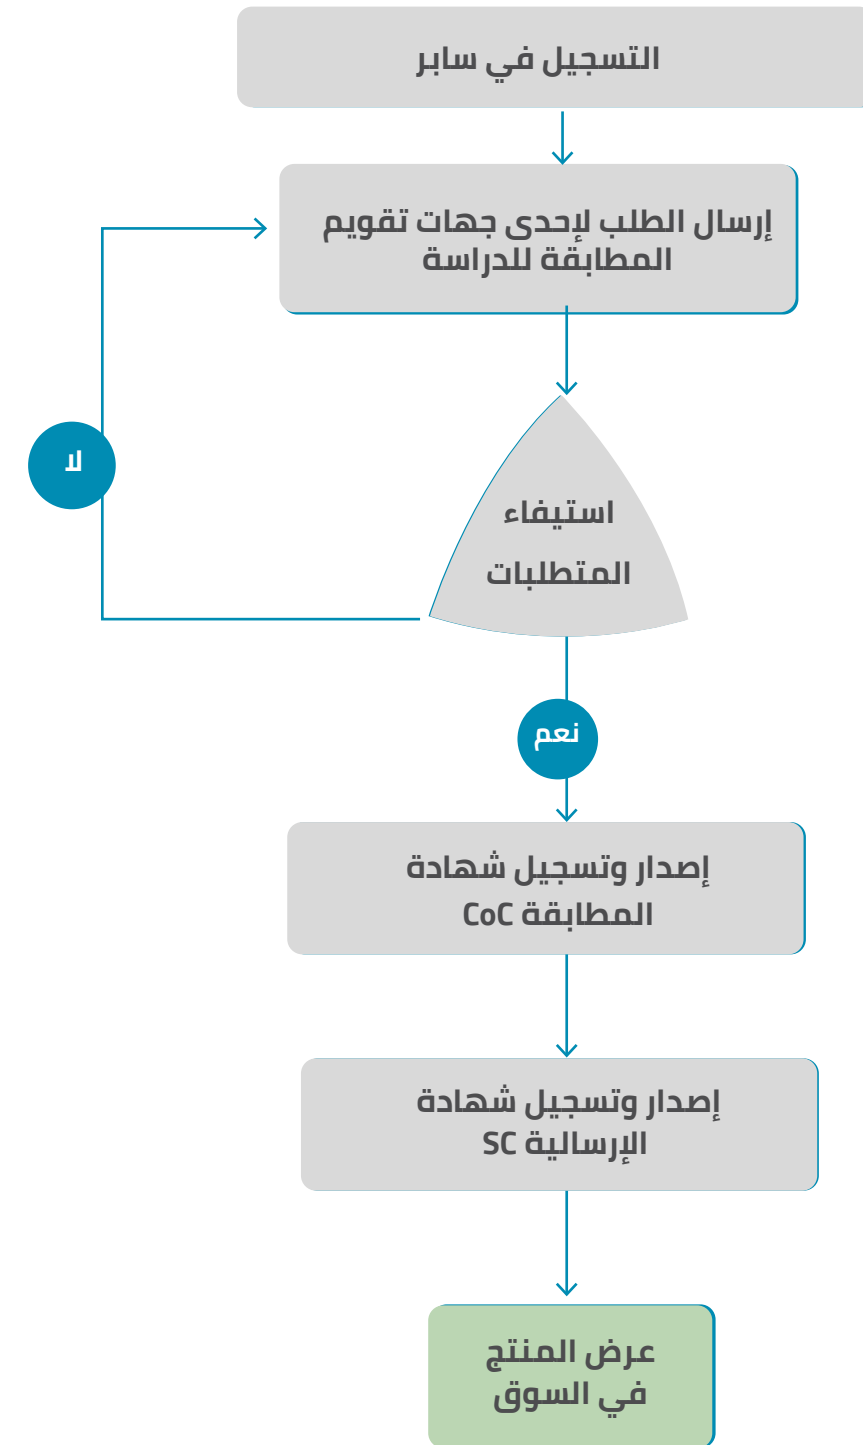 التسجيل في سابر
إرسال الطلب لإحدى جهات تقويم
المطابقة للدراسة
لا
استيفاء
المتطلبات
نعم
إصدار وتسجيل شهادة
المطابقة CoC
إصدار وتسجيل شهادة
الإرسالية SC
عرض المنتج
في السوق